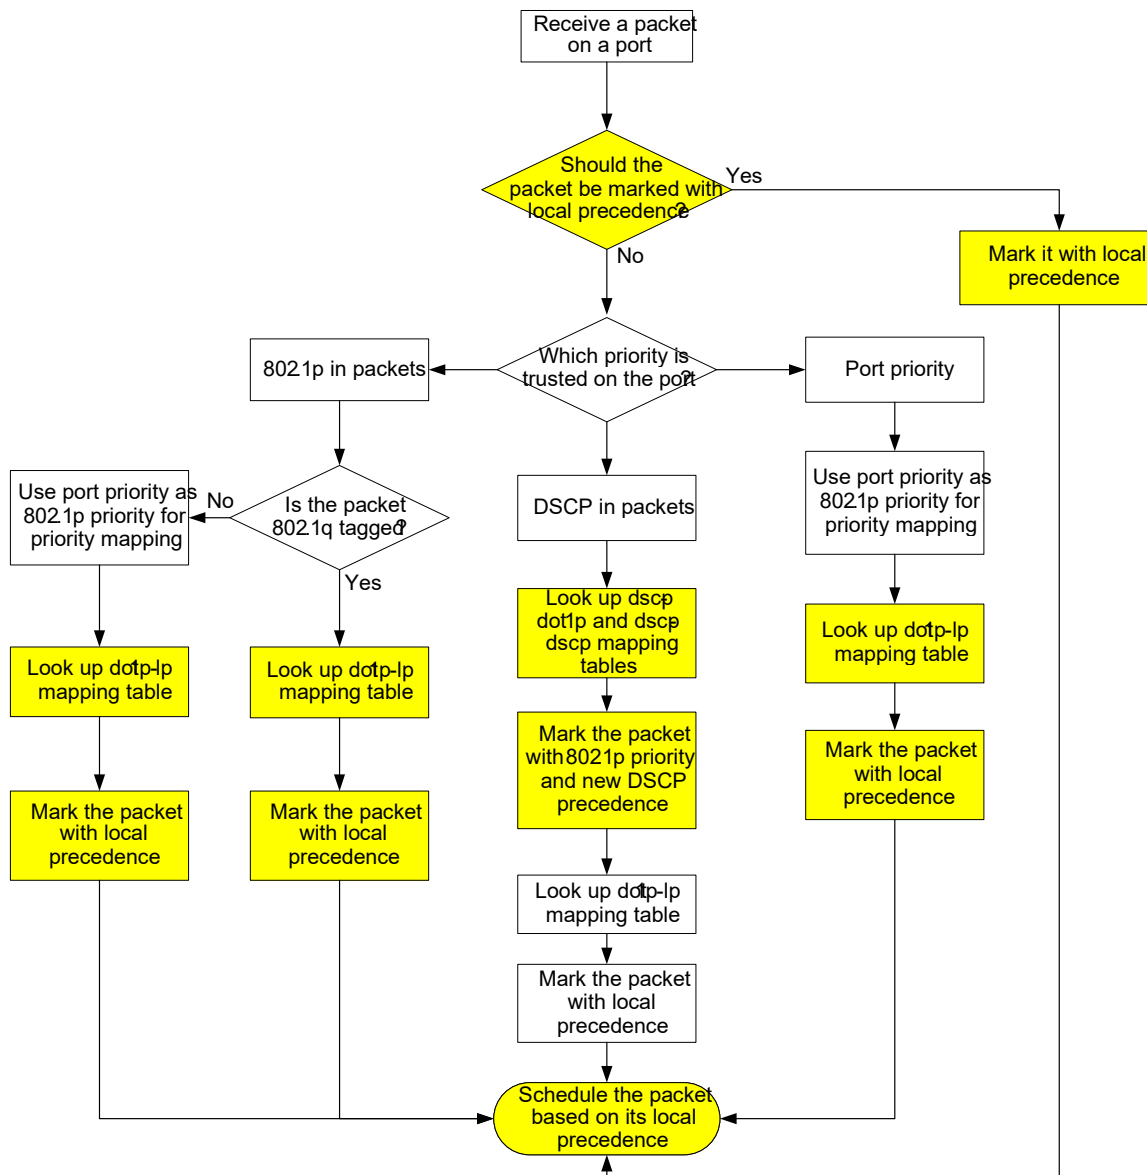 Receive a packet
on a port
Should the
packet be marked with
local precedence?
Yes
No
Mark it with local
precedence
Which priority is
trusted on the port?
802.1p in packets
Port priority
Is the packet
802.1q tagged?
No
Yes
Use port priority as
802.1p priority for
priority mapping
DSCP in packets
Use port priority as
802.1p priority for
priority mapping
Look up dot1p-lp
mapping table
Look up dot1p-lp
mapping table
Look up dscp-
dot1p and dscp-
dscp mapping
tables
Look up dot1p-lp
mapping table
Mark the packet
with local
precedence
Mark the packet
with local
precedence
Mark the packet
with 802.1p priority
and new DSCP
precedence
Mark the packet
with local
precedence
Look up dot1p-lp
mapping table
Mark the packet
with local
precedence
Schedule the packet
based on its local
precedence